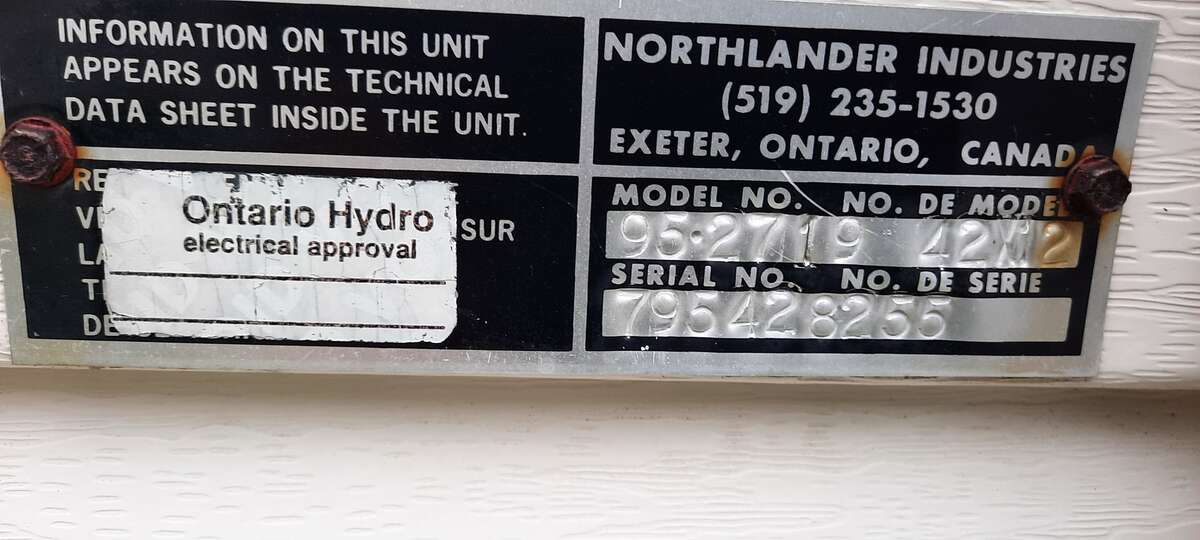 INFORMATION ON THIS UNIT
APPEARS ON THE TECHNICAL
DATA SHEET INSIDE THE UNIT.
Ontario Hydro
electrical approval
SUR
NORTHLANDER INDUSTRIES
(519) 235-1530
EXETER, ONTARIO, CANADA
MODEL NO. NO. DE MODEL
95·2719 42X12
SERIAL NO. NO. DE SERIE
795428255